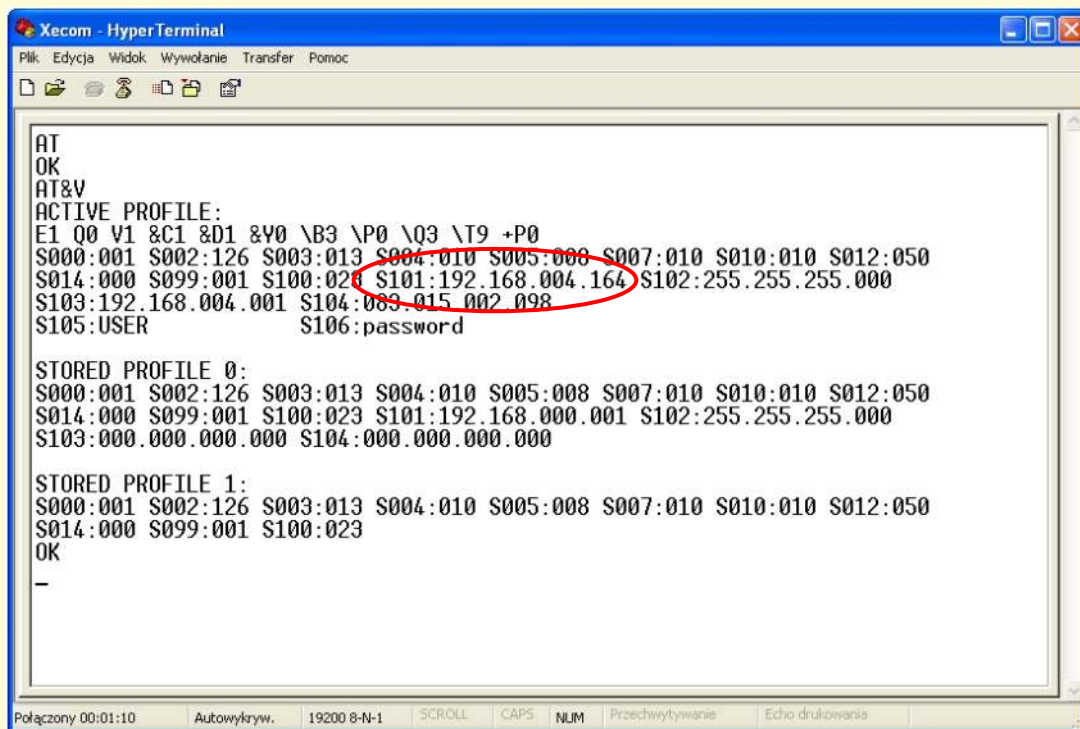 Xecom - HyperTerminal
Plik Edycja Widok Wywołanie Transfer Pomoc
AT
OK
AT&V
ACTIVE PROFILE:
E1 Q0 V1 &C1 &D1 &Y0 \B3 \P0 \Q3 \T9 +P0
S000:001 S002:126 S003:013 S004:010 S005:008 S007:010 S010:010 S012:050
S014:000 S099:001 S100:023 S101:192.168.004.164 S102:255.255.255.000
S103:192.168.004.001 S104:083.015.002.098
S105:USER S106:password
STORED PROFILE 0:
S000:001 S002:126 S003:013 S004:010 S005:008 S007:010 S010:010 S012:050
S014:000 S099:001 S100:023 S101:192.168.000.001 S102:255.255.255.000
S103:000.000.000.000 S104:000.000.000.000
STORED PROFILE 1:
S000:001 S002:126 S003:013 S004:010 S005:008 S007:010 S010:010 S012:050
S014:000 S099:001 S100:023
OK
Połączony 00:01:10 Autowykryw. 19200 8-N-1 SCROLL CAPS NUM Przechwytywanie Echo drukowania